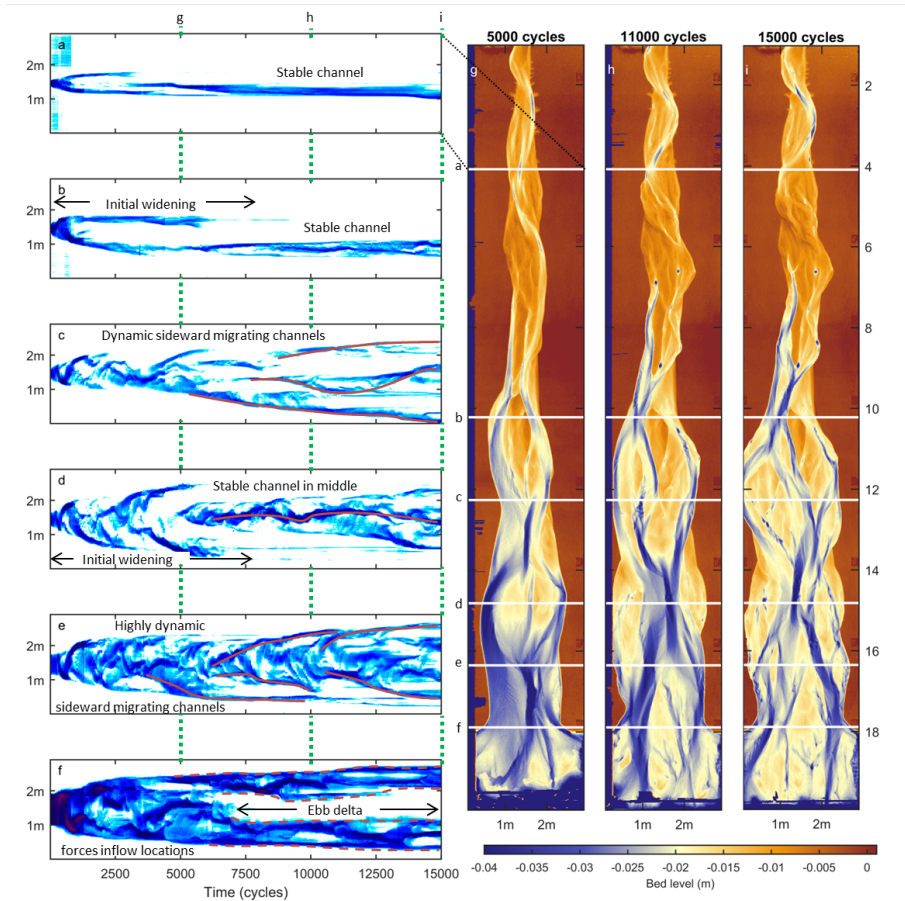 g h i
a
2m
1m
Stable channel
b
Initial widening
2m
1m
Stable channel
c
Dynamic sideward migrating channels
2m
1m
d
Stable channel in middle
2m
1m
Initial widening
e
Highly dynamic
2m
1m
sideward migrating channels
f
2m
1m
Ebb delta
forces inflow locations
0 2500 5000 7500 10000 12500 15000
Time (cycles)
5000 cycles 11000 cycles 15000 cycles
g h i
2
a 4
6
8
10
b
c 12
14
d
e 16
f 18
1m 2m 1m 2m 1m 2m
-0.04 -0.035 -0.03 -0.025 -0.02 -0.015 -0.01 -0.005 0
Bed level (m)